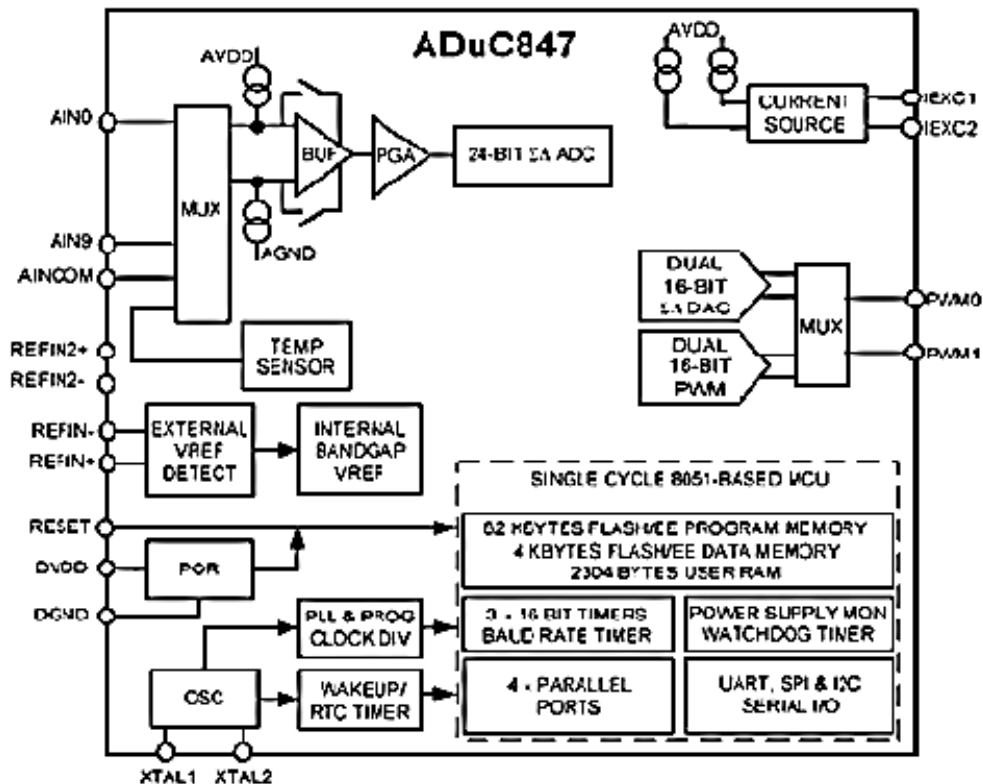 ADuC847
AVDD
AIN0
MUX
BUF
PGA
24-BIT ΣΔ ADC
AGND
AIN9
AINCOM
TEMP
SENSOR
AVDD
CURRENT
SOURCE
IEXC1
IEXC2
DUAL
16-BIT
ΣΔ DAC
DUAL
16-BIT
PWM
MUX
PWM0
PWM1
REFIN2+
REFIN2-
REFIN-
REFIN+
EXTERNAL
VREF
DETECT
INTERNAL
BANDGAP
VREF
RESET
DVDD
DGND
POR
PLL & PROG
CLOCK DIV
OSC
WAKEUP/
RTC TIMER
XTAL1
XTAL2
SINGLE CYCLE 8051-BASED MCU
62 KBYTES FLASH/EE PROGRAM MEMORY
4 KBYTES FLASH/EE DATA MEMORY
2304 BYTES USER RAM
3 × 16 BIT TIMERS
BAUD RATE TIMER
POWER SUPPLY MON
WATCHDOG TIMER
4 × PARALLEL
PORTS
UART, SPI & I2C
SERIAL I/O